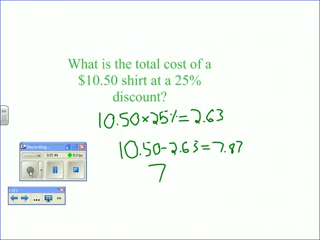 What is the total cost of a
$10.50 shirt at a 25%
discount?
10.50×25%=2.63
10.50-2.63=7.87
7
Recording...